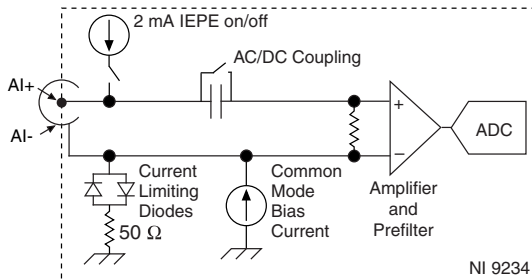 2 mA IEPE on/off
AC/DC Coupling
AI+
AI-
+
−
ADC
Current
Limiting
Diodes
50 Ω
Common
Mode
Bias
Current
Amplifier
and
Prefilter
NI 9234